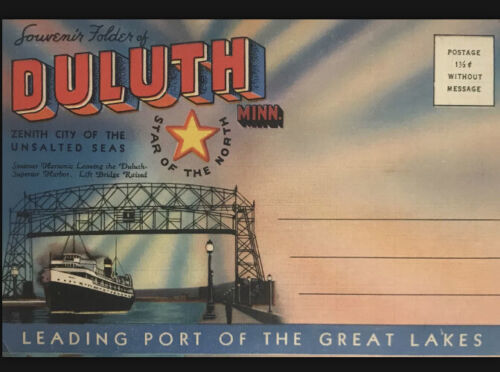 Souvenir Folder of
DULUTH
MINN.
ZENITH CITY OF THE
UNSALTED SEAS
STAR OF THE NORTH
Steamer Noronic Leaving the Duluth-
Superior Harbor. Lift Bridge Raised
POSTAGE
1½ ¢
WITHOUT
MESSAGE
LEADING PORT OF THE GREAT LAKES